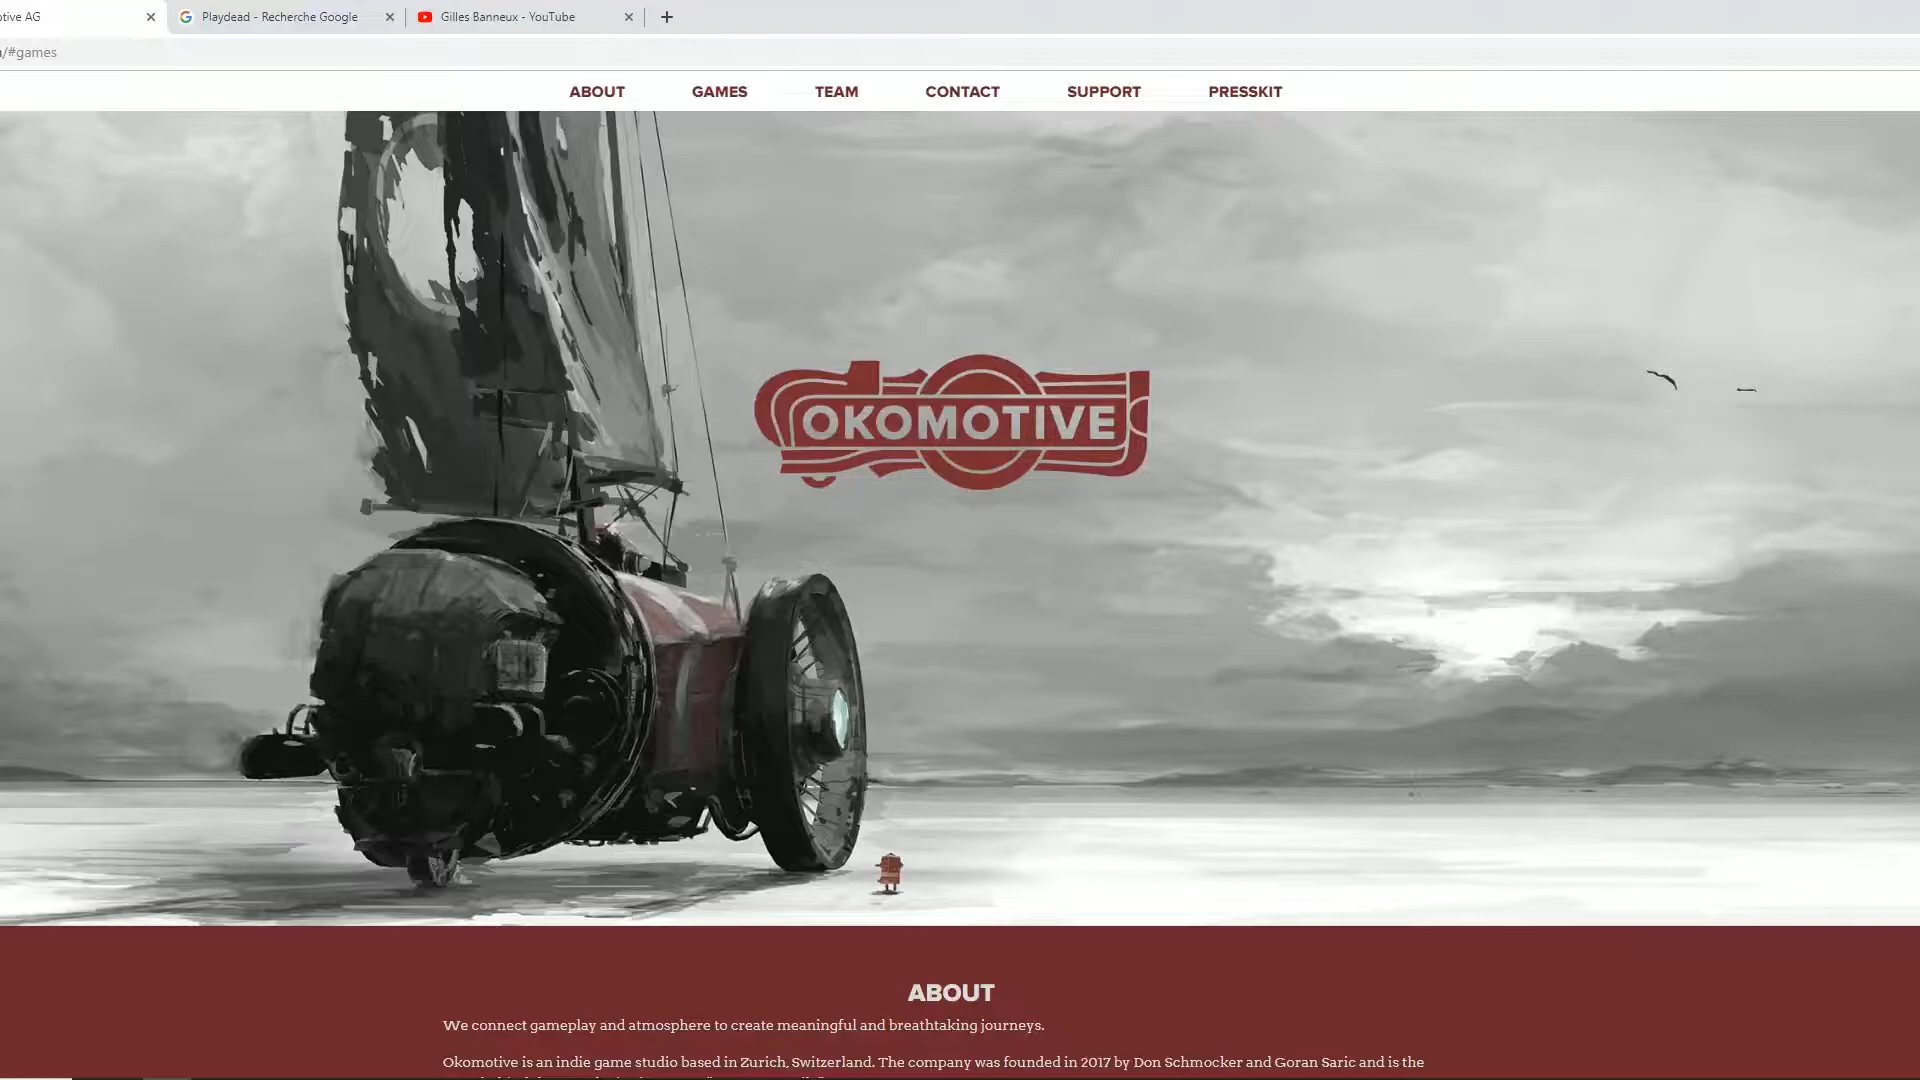 otive AG
Playdead - Recherche Google
Gilles Banneux - YouTube
/#games
ABOUT
GAMES
TEAM
CONTACT
SUPPORT
PRESSKIT
OKOMOTIVE
ABOUT
We connect gameplay and atmosphere to create meaningful and breathtaking journeys.
Okomotive is an indie game studio based in Zurich, Switzerland. The company was founded in 2017 by Don Schmocker and Goran Saric and is the